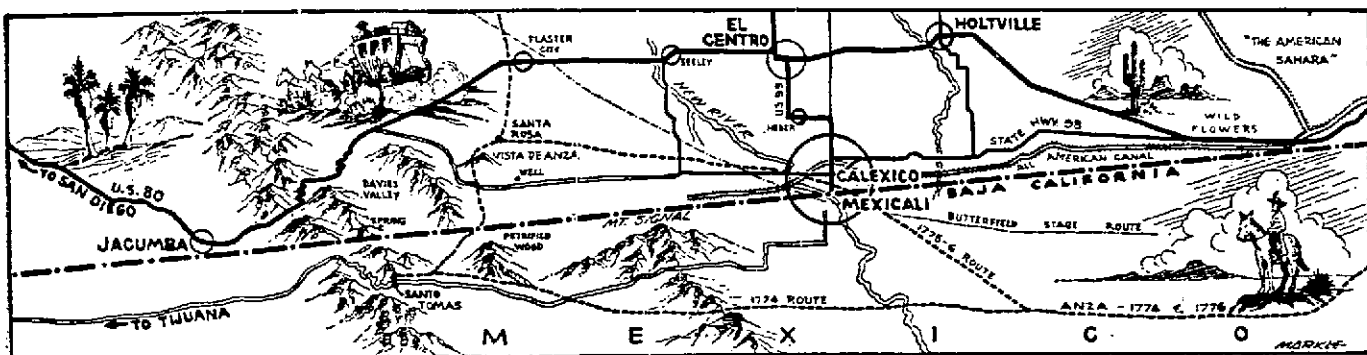 EL
CENTRO
HOLTVILLE
PLASTER
CITY
SEELEY
"THE AMERICAN
SAHARA"
U.S. 99
NEW RIVER
HEBER
SANTA
ROSA
VISTA DE ANZA
WELL
STATE HWY 98
WILD
FLOWERS
ALL
AMERICAN CANAL
TO SAN DIEGO
U.S. 80
DAVIES
VALLEY
SPRING
CALEXICO
MEXICALI
BAJA CALIFORNIA
JACUMBA
MT. SIGNAL
PETRIFIED
WOOD
BUTTERFIELD STAGE ROUTE
1775-6 ROUTE
SANTO
TOMAS
1774 ROUTE
ANZA - 1774 & 1776
TO TIJUANA
MEXICO
MARKLE